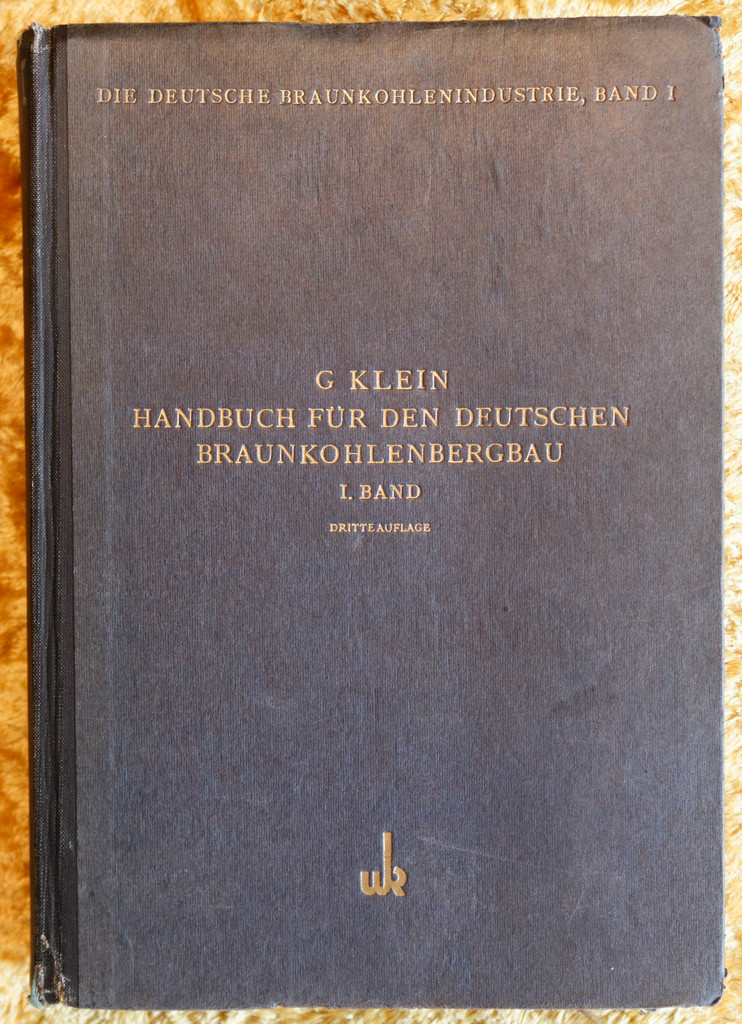 DIE DEUTSCHE BRAUNKOHLENINDUSTRIE, BAND I
G KLEIN
HANDBUCH FÜR DEN DEUTSCHEN
BRAUNKOHLENBERGBAU
I. BAND
DRITTE AUFLAGE
wk